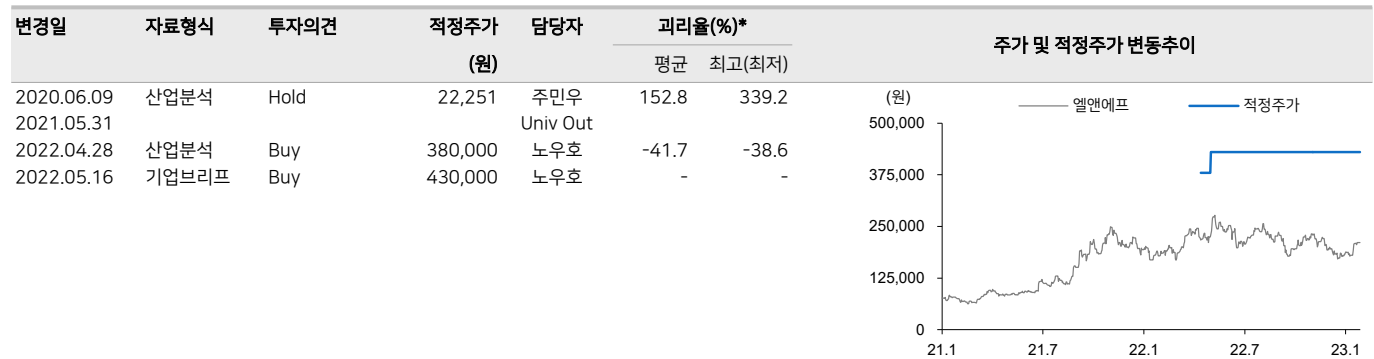 변경일 자료형식 투자의견 적정주가 담당자 괴리율(%)* 주가 및 적정주가 변동추이
(원) 평균 최고(최저)
2020.06.09 산업분석 Hold 22,251 주민우 152.8 339.2
2021.05.31 Univ Out
2022.04.28 산업분석 Buy 380,000 노우호 -41.7 -38.6
2022.05.16 기업브리프 Buy 430,000 노우호 - -
(원) 엘앤에프 적정주가
500,000
375,000
250,000
125,000
0
21.1 21.7 22.1 22.7 23.1